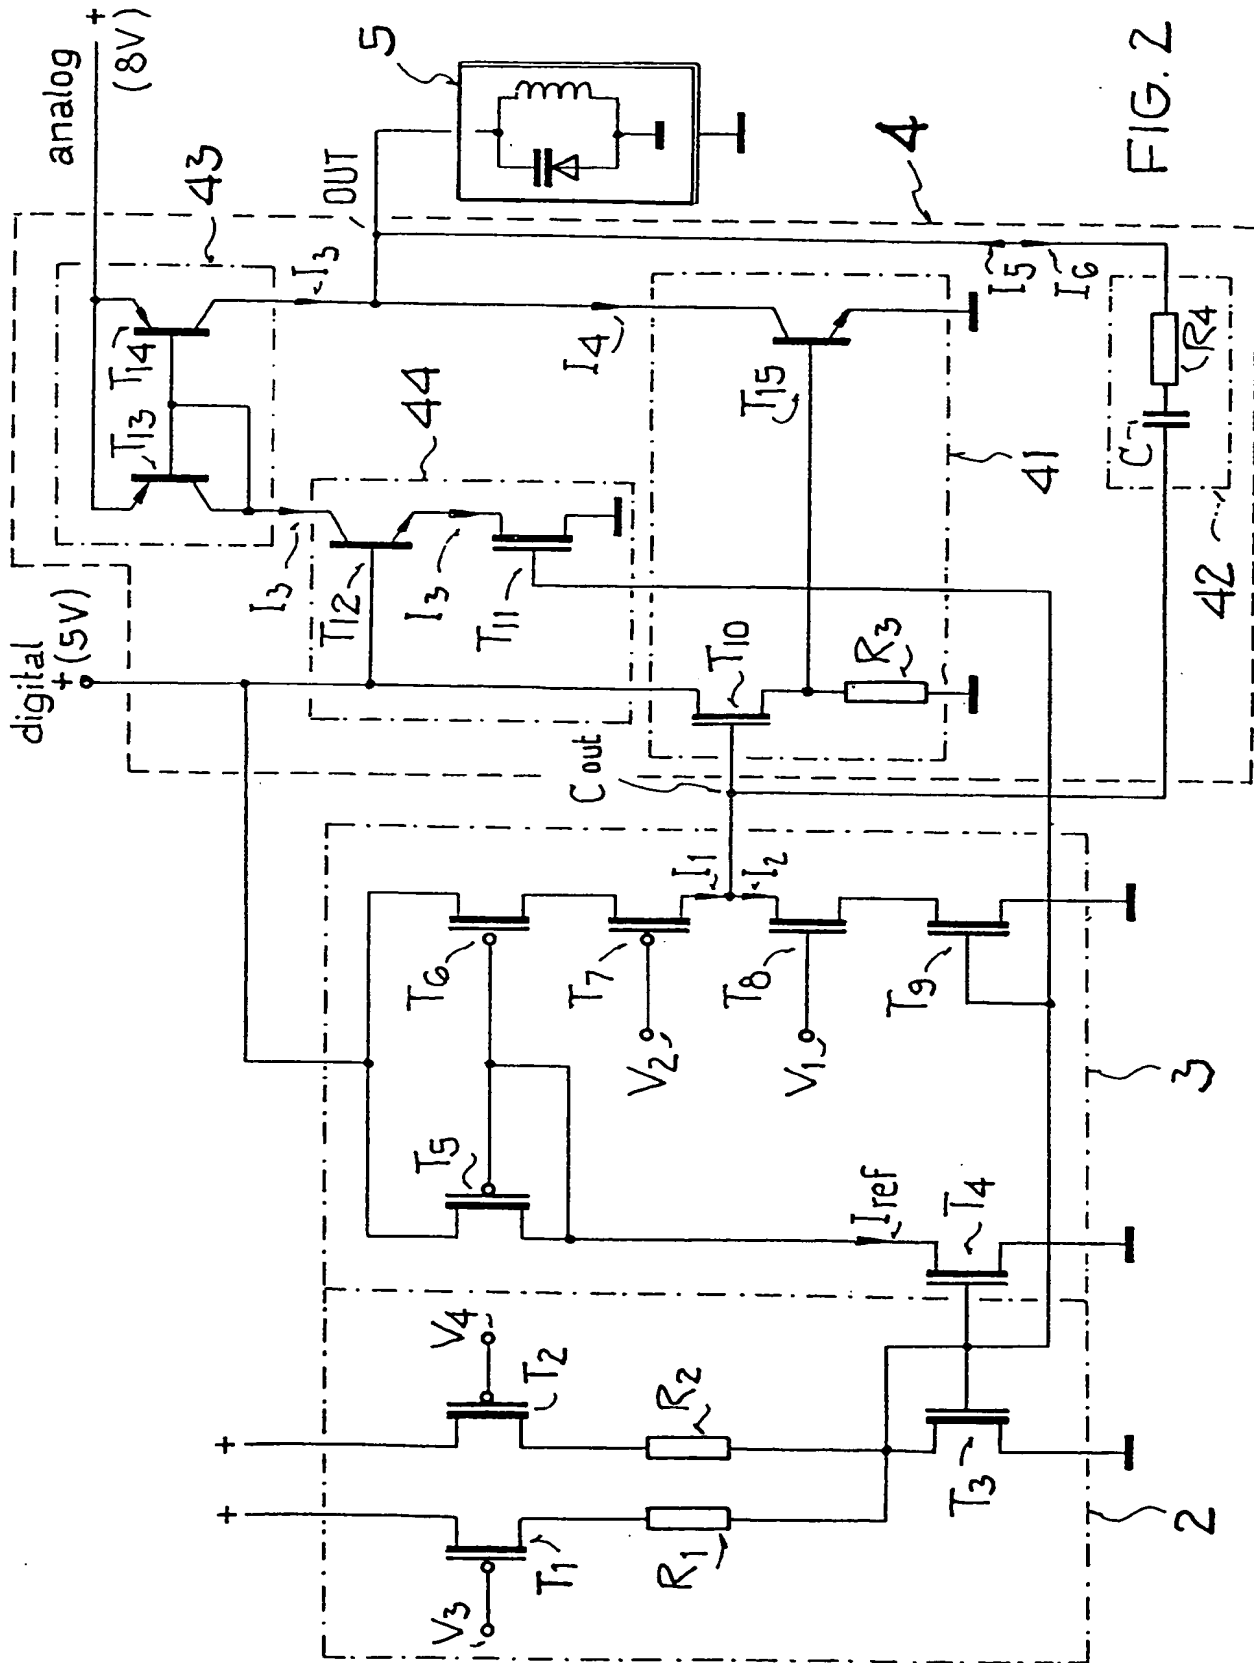 analog +
(8V)
digital
+ (5V)
43
T13
T14
I3
I3
44
T12
I3
T11
OUT
5
4
I4
T15
41
T10
R3
C out
I5
I6
42
C
R4
T5
T6
T7
V2
I1
I2
T8
V1
T9
Iref
T4
3
V3
T1
V4
T2
R1
R2
T3
2
FIG. 2